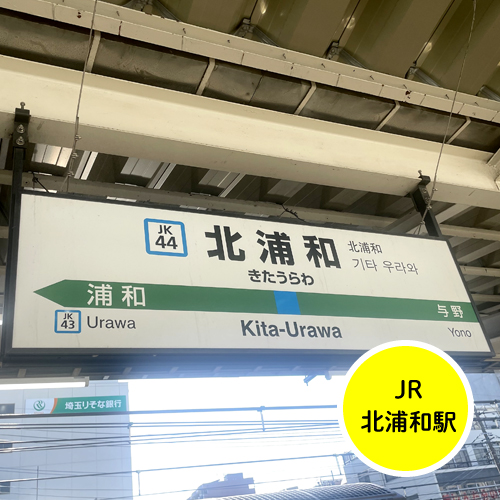 JK
44
北浦和
きたうらわ
北浦和
기타 우라와
浦和
与野
JK
43
Urawa
Kita-Urawa
Yono
埼玉りそな銀行
JR
北浦和駅